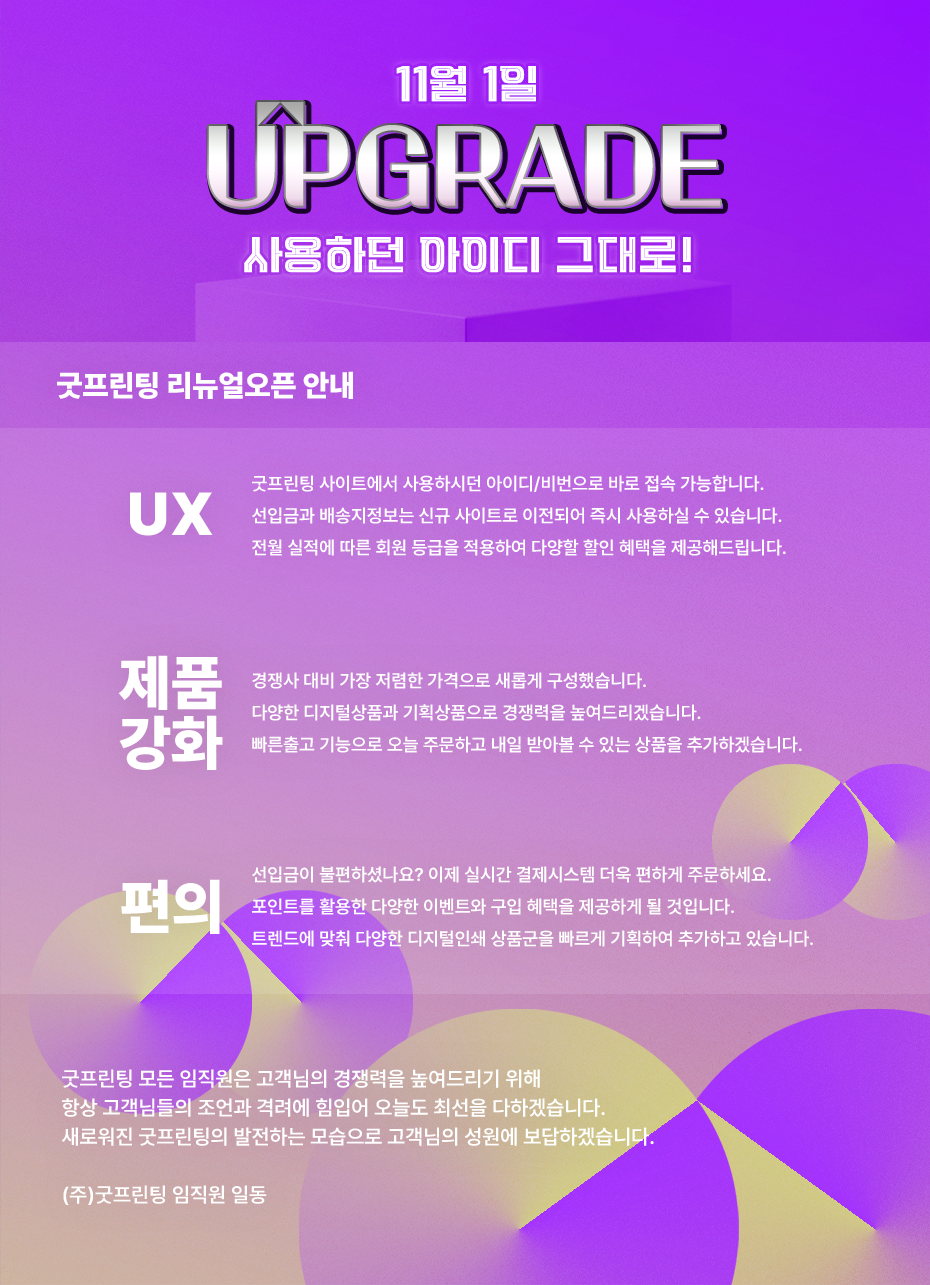 11월 1일
UPGRADE
사용하던 아이디 그대로!
굿프린팅 리뉴얼오픈 안내
UX
굿프린팅 사이트에서 사용하시던 아이디/비번으로 바로 접속 가능합니다.
선입금과 배송지정보는 신규 사이트로 이전되어 즉시 사용하실 수 있습니다.
전월 실적에 따른 회원 등급을 적용하여 다양할 할인 혜택을 제공해드립니다.
제품
강화
경쟁사 대비 가장 저렴한 가격으로 새롭게 구성했습니다.
다양한 디지털상품과 기획상품으로 경쟁력을 높여드리겠습니다.
빠른출고 기능으로 오늘 주문하고 내일 받아볼 수 있는 상품을 추가하겠습니다.
편의
선입금이 불편하셨나요? 이제 실시간 결제시스템 더욱 편하게 주문하세요.
포인트를 활용한 다양한 이벤트와 구입 혜택을 제공하게 될 것입니다.
트렌드에 맞춰 다양한 디지털인쇄 상품군을 빠르게 기획하여 추가하고 있습니다.
굿프린팅 모든 임직원은 고객님의 경쟁력을 높여드리기 위해
항상 고객님들의 조언과 격려에 힘입어 오늘도 최선을 다하겠습니다.
새로워진 굿프린팅의 발전하는 모습으로 고객님의 성원에 보답하겠습니다.
(주)굿프린팅 임직원 일동